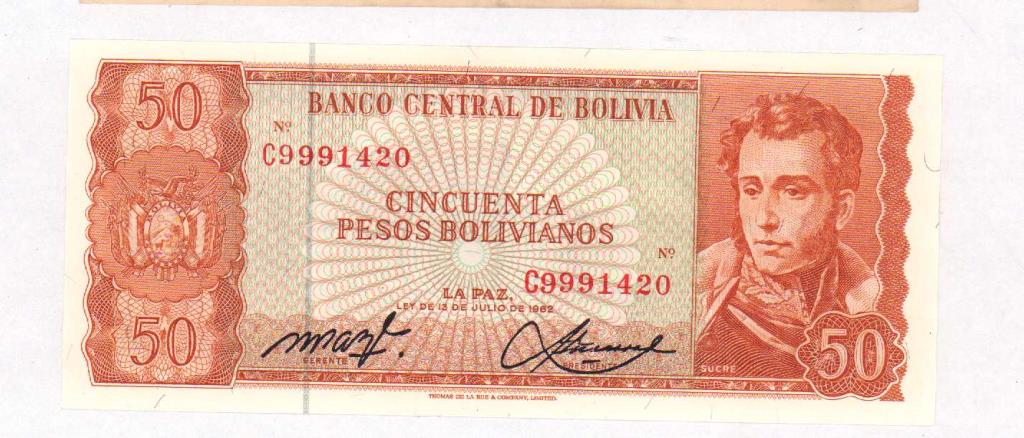 50
BANCO CENTRAL DE BOLIVIA
Nº
C9991420
CINCUENTA
PESOS BOLIVIANOS
Nº
C9991420
LA PAZ,
LEY DE 13 DE JULIO DE 1962
50
GERENTE
PRESIDENTE
SUCRE
50
THOMAS DE LA RUE & COMPANY, LIMITED.